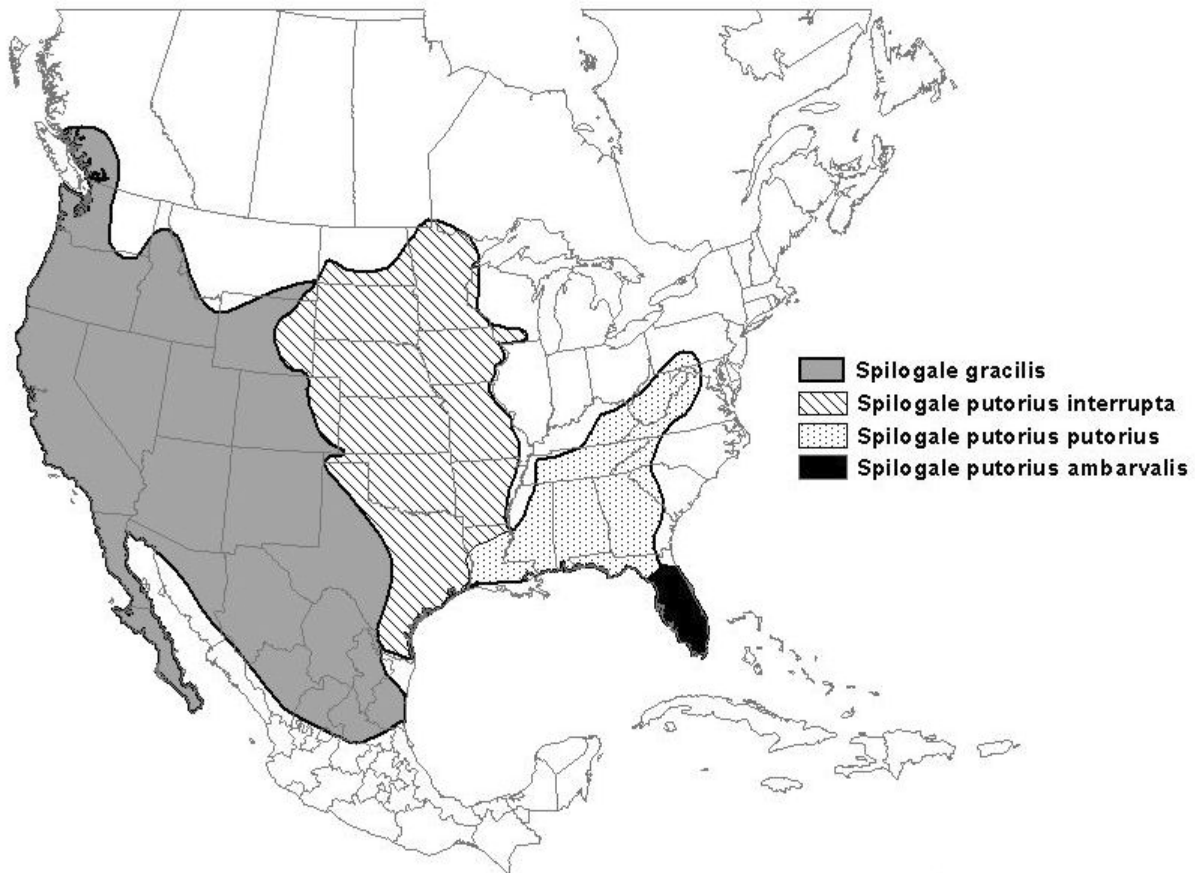 Spilogale gracilis
Spilogale putorius interrupta
Spilogale putorius putorius
Spilogale putorius ambarvalis